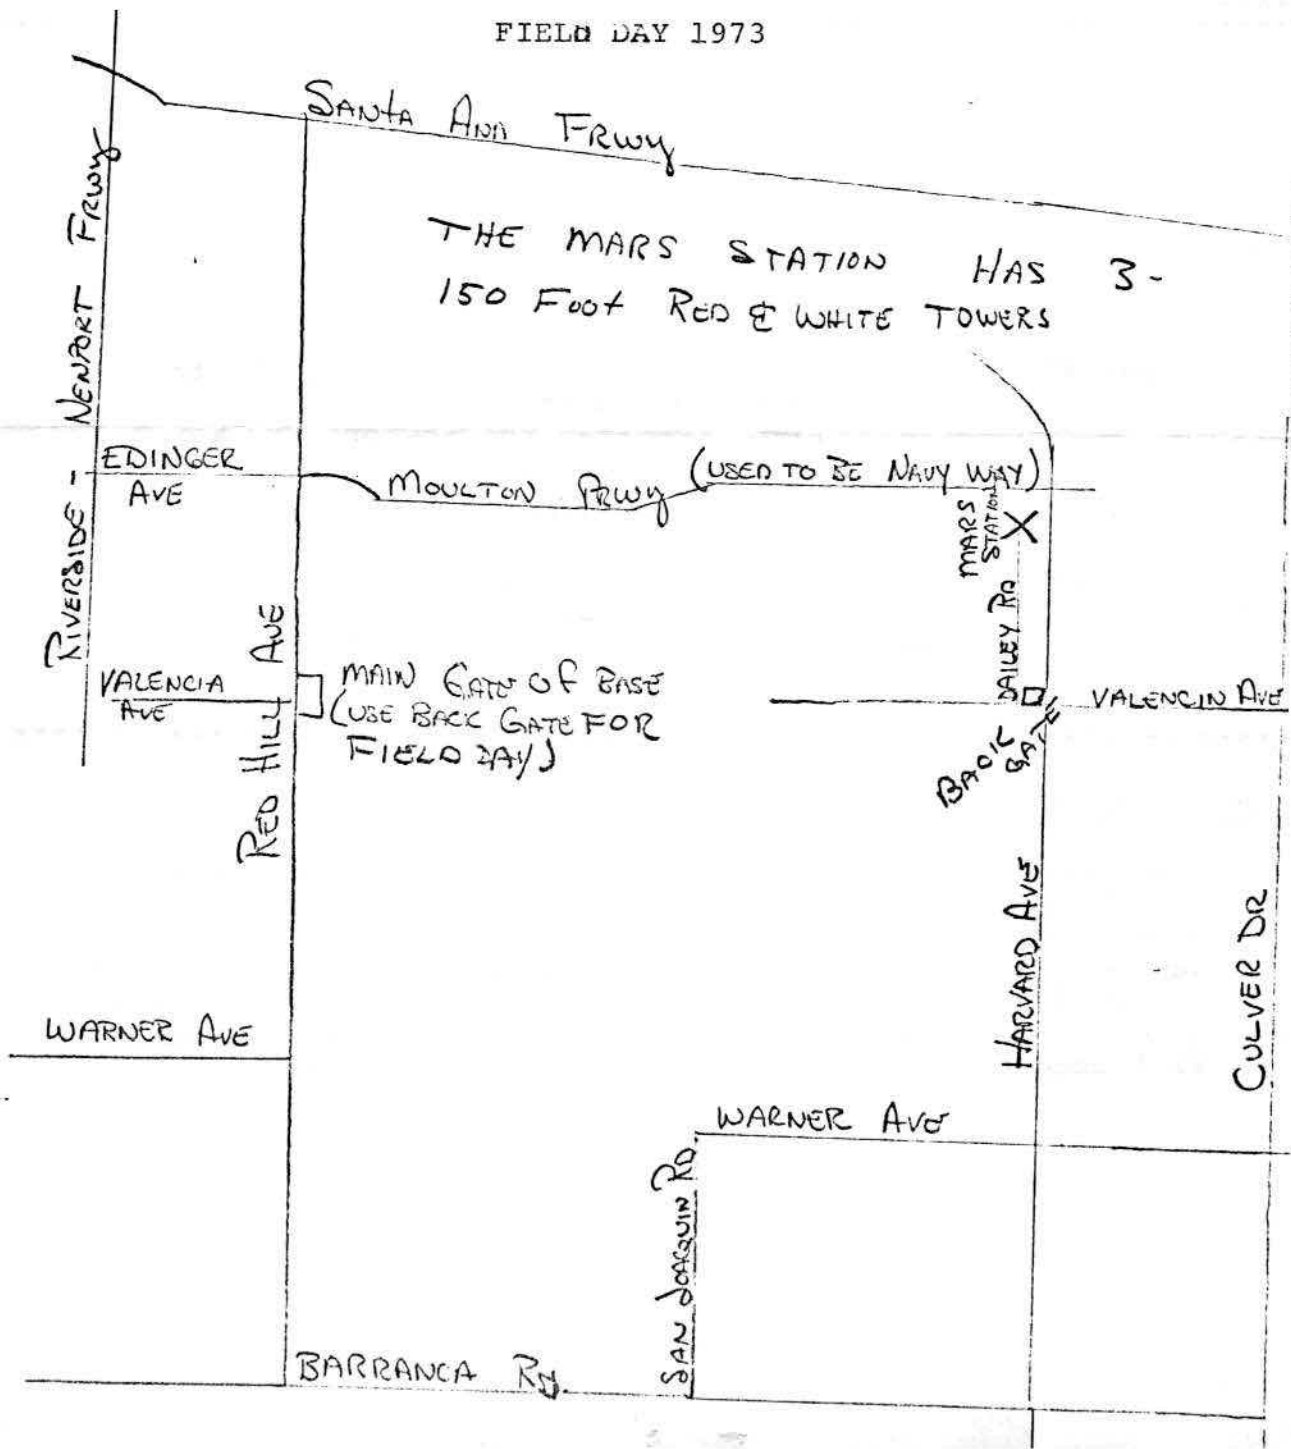 FIELD DAY 1973
SANTA ANA FRWY
RIVERSIDE - NEWPORT FRWY
THE MARS STATION HAS 3-
150 FOOT RED & WHITE TOWERS
EDINGER
AVE
MOULTON PRWY
(USED TO BE NAVY WAY)
MARS
STATION
X
DAILEY RD
VALENCIA
AVE
RED HILL AVE
MAIN GATE OF BASE
(USE BACK GATE FOR
FIELD DAY)
VALENCIA AVE
BACK
GATE
HARVARD AVE
CULVER DR
WARNER AVE
WARNER AVE
SAN JOAQUIN RD
BARRANCA RD.